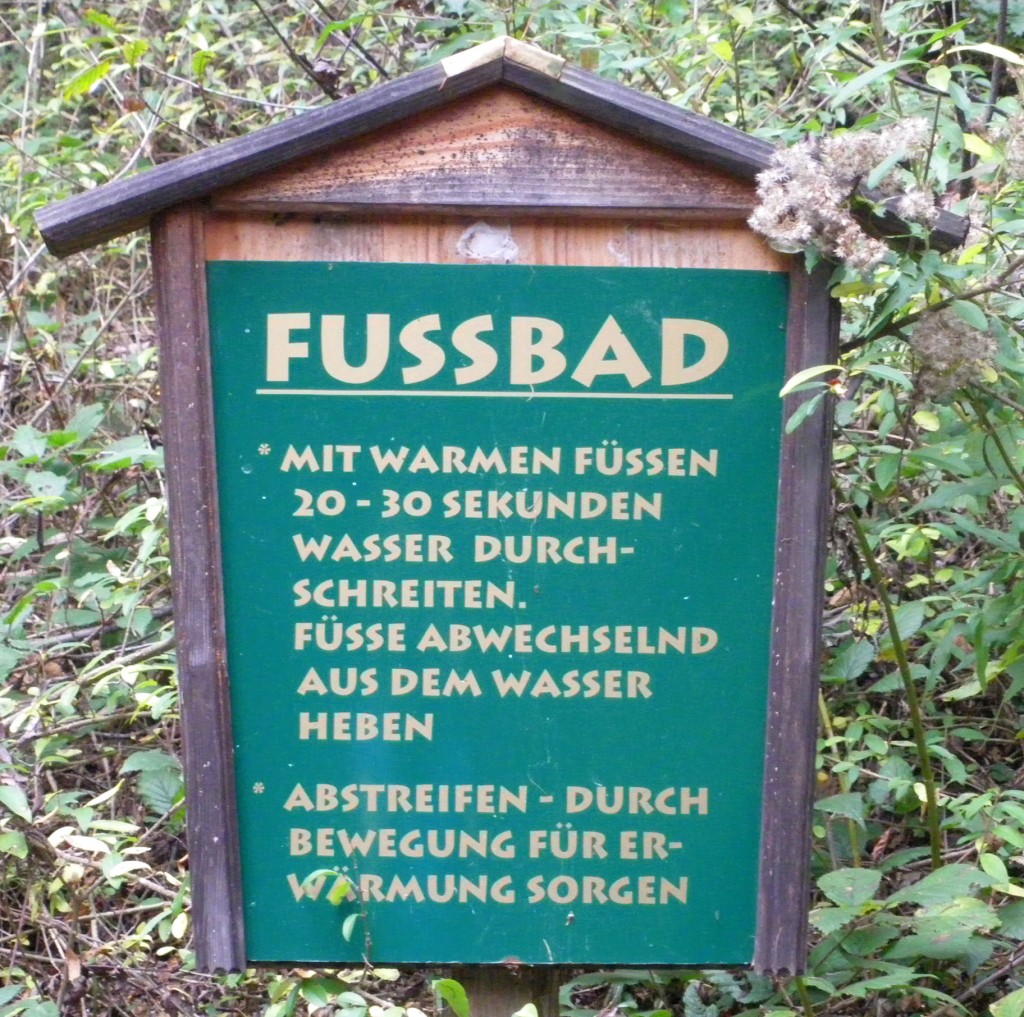 FUSSBAD
* MIT WARMEN FÜSSEN
20 - 30 SEKUNDEN
WASSER DURCH-
SCHREITEN.
FÜSSE ABWECHSELND
AUS DEM WASSER
HEBEN
* ABSTREIFEN - DURCH
BEWEGUNG FÜR ER-
WÄRMUNG SORGEN